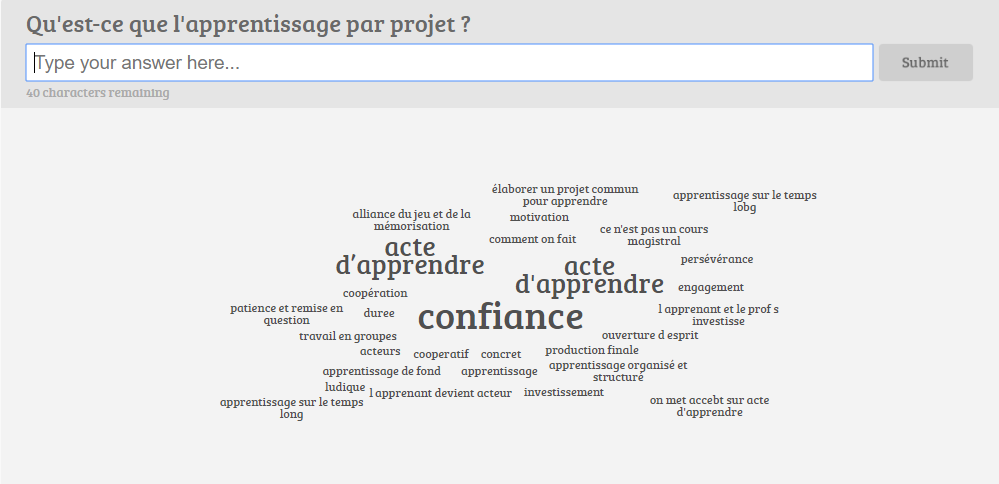 Qu'est-ce que l'apprentissage par projet ?
Type your answer here...
Submit
40 characters remaining
élaborer un projet commun
pour apprendre
apprentissage sur le temps
lobg
alliance du jeu et de la
mémorisation
motivation
ce n'est pas un cours
magistral
comment on fait
acte
d’apprendre
acte
d'apprendre
persévérance
engagement
coopération
patience et remise en
question
duree
confiance
l apprenant et le prof s
investisse
travail en groupes
ouverture d esprit
acteurs
cooperatif
concret
production finale
apprentissage de fond
apprentissage
apprentissage organisé et
structuré
ludique
l apprenant devient acteur
investissement
apprentissage sur le temps
long
on met accebt sur acte
d'apprendre